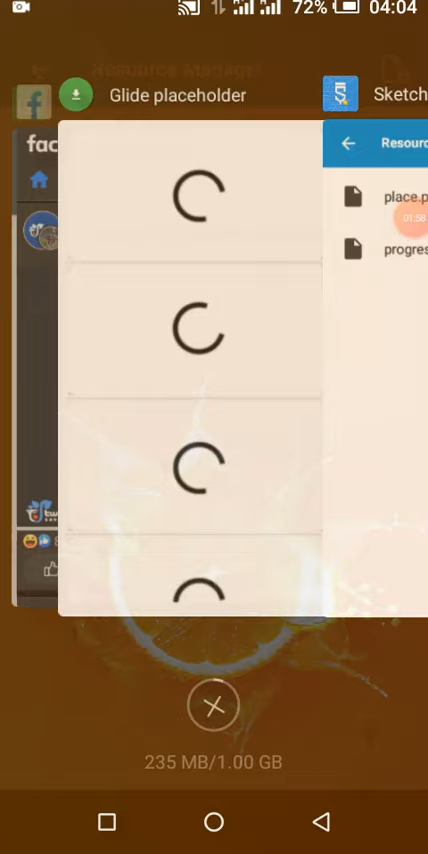 72% 04:04
Resource Manager
Glide placeholder
Sketch
fac
Resourc
place.p
01:58
progres
235 MB/1.00 GB